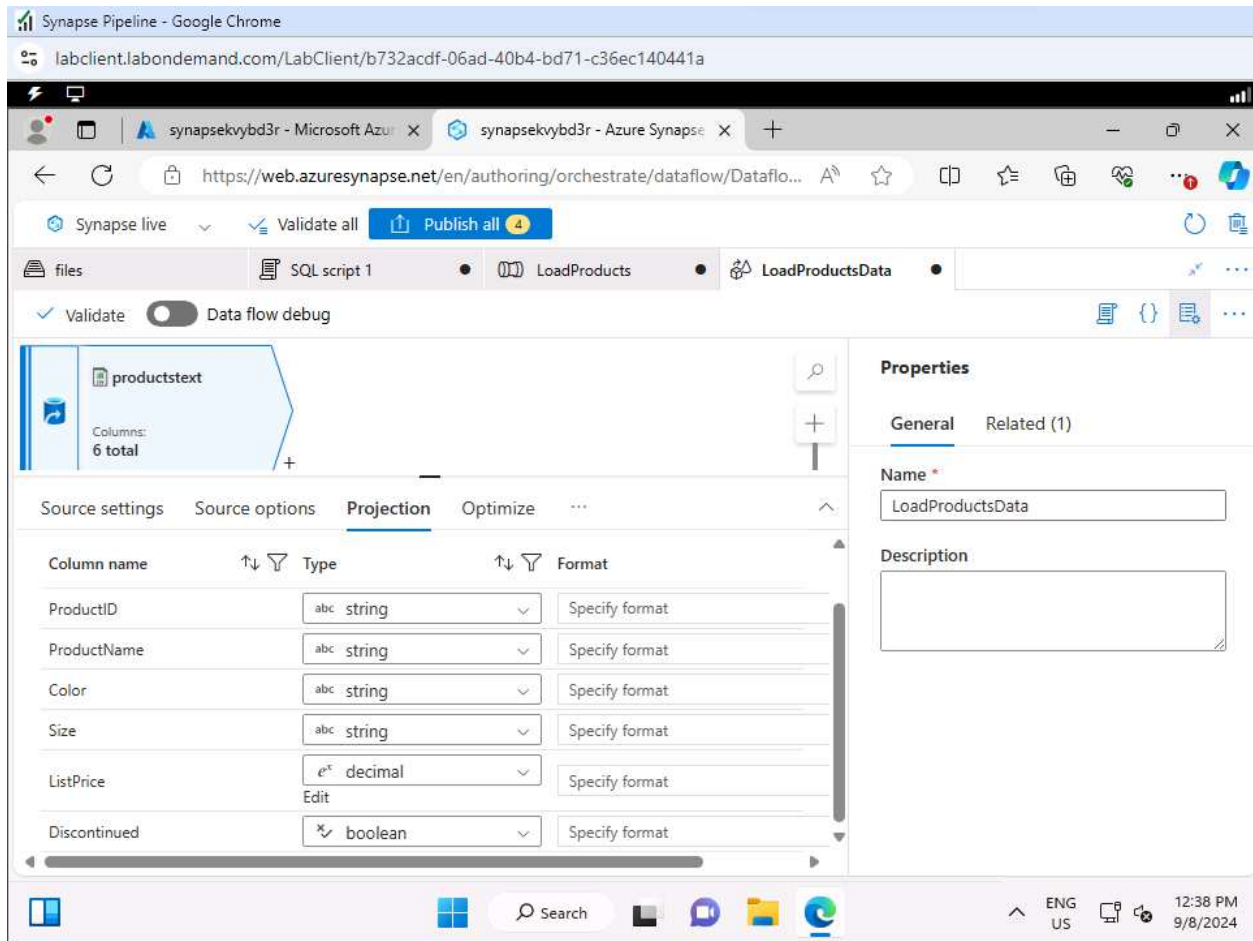 Synapse Pipeline - Google Chrome
labclient.labondemand.com/LabClient/b732acdf-06ad-40b4-bd71-c36ec140441a
synapsekvybd3r - Microsoft Azur
synapsekvybd3r - Azure Synapse
https://web.azuresynapse.net/en/authoring/orchestrate/dataflow/Dataflo...
Synapse live
Validate all
Publish all 4
files
SQL script 1
LoadProducts
LoadProductsData
Validate
Data flow debug
productstext
Columns:
6 total
Source settings
Source options
Projection
Optimize
Column name
Type
Format
ProductID
abc string
Specify format
ProductName
abc string
Specify format
Color
abc string
Specify format
Size
abc string
Specify format
ListPrice
eˣ decimal
Edit
Specify format
Discontinued
boolean
Specify format
Properties
General
Related (1)
Name *
LoadProductsData
Description
Search
ENG
US
12:38 PM
9/8/2024